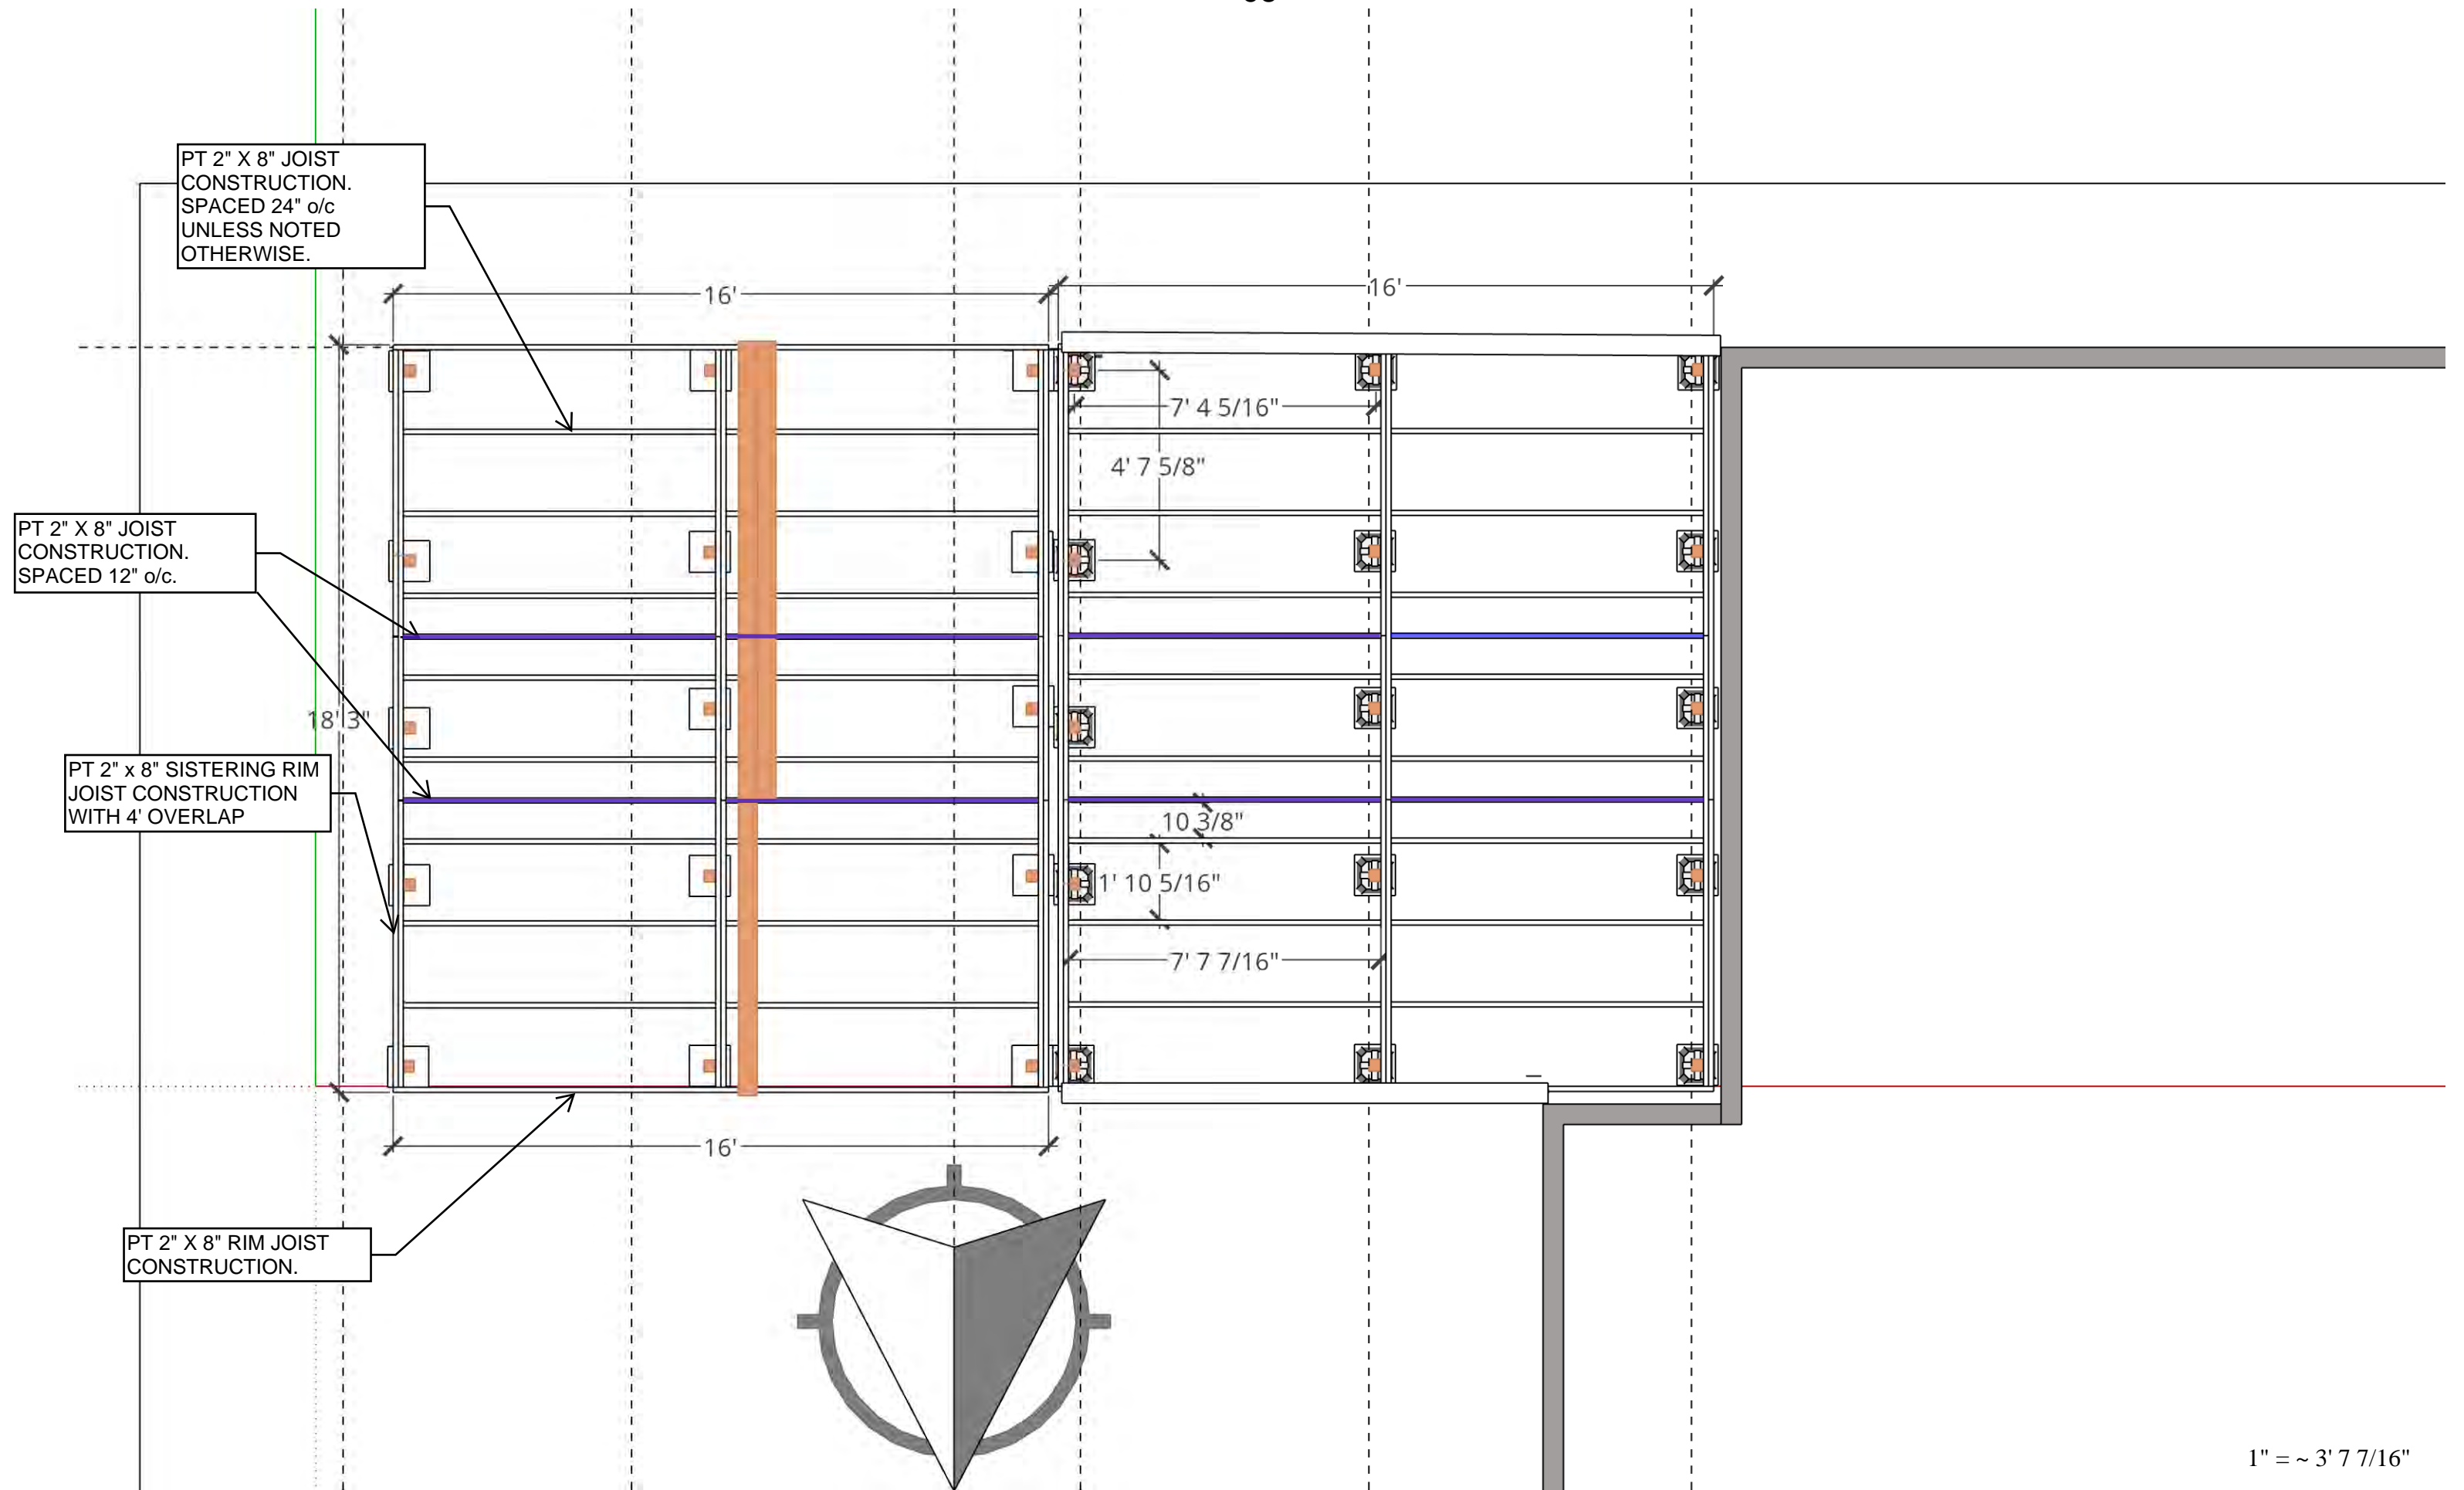 PT 2" X 8" JOIST
CONSTRUCTION.
SPACED 24" o/c
UNLESS NOTED
OTHERWISE.
16'
16'
7' 4 5/16"
4' 7 5/8"
PT 2" X 8" JOIST
CONSTRUCTION.
SPACED 12" o/c.
18' 3"
PT 2" x 8" SISTERING RIM
JOIST CONSTRUCTION
WITH 4' OVERLAP
10 3/8"
1' 10 5/16"
7' 7 7/16"
16'
PT 2" X 8" RIM JOIST
CONSTRUCTION.
1" = ~ 3' 7 7/16"